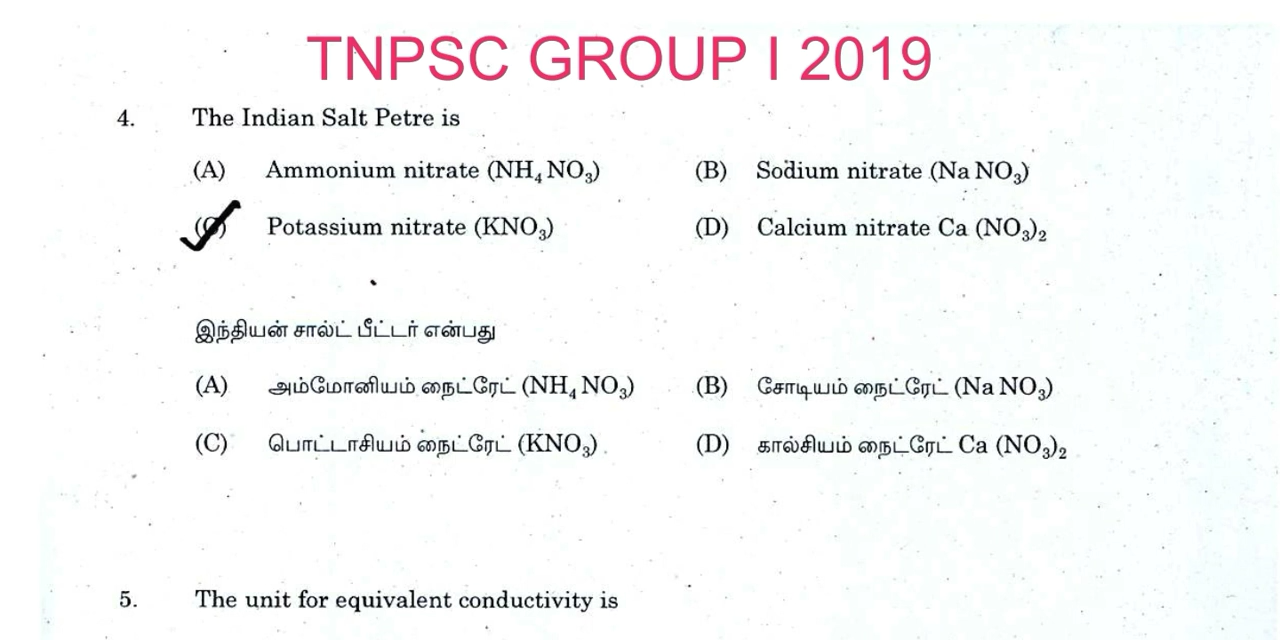 TNPSC GROUP I 2019
4. The Indian Salt Petre is
(A) Ammonium nitrate (NH₄ NO₃) (B) Sodium nitrate (Na NO₃)
(C) Potassium nitrate (KNO₃) (D) Calcium nitrate Ca (NO₃)₂
இந்தியன் சால்ட் பீட்டர் என்பது
(A) அம்மோனியம் நைட்ரேட் (NH₄ NO₃) (B) சோடியம் நைட்ரேட் (Na NO₃)
(C) பொட்டாசியம் நைட்ரேட் (KNO₃) (D) கால்சியம் நைட்ரேட் Ca (NO₃)₂
5. The unit for equivalent conductivity is